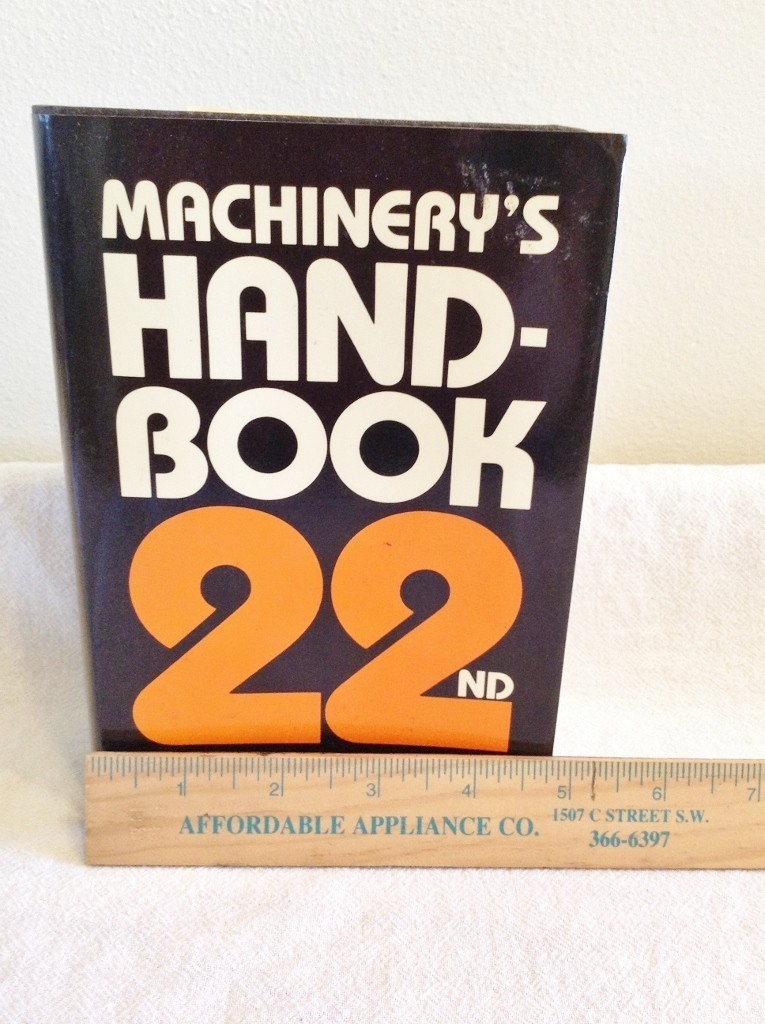 MACHINERY'S
HAND-
BOOK
22ND
1 2 3 4 5 6 7
AFFORDABLE APPLIANCE CO.
1507 C STREET S.W.
366-6397